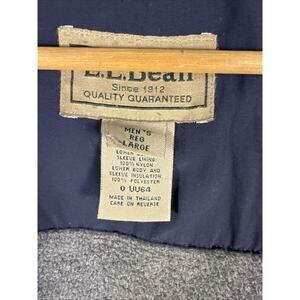 L.L.Bean
Since 1912
QUALITY GUARANTEED
MEN'S
REG
LARGE
LOWER
SLEEVE LINING
100% NYLON
LOWER BODY AND
SLEEVE INSULATION
100% POLYESTER
0 UU64
MADE IN THAILAND
CARE ON REVERSE